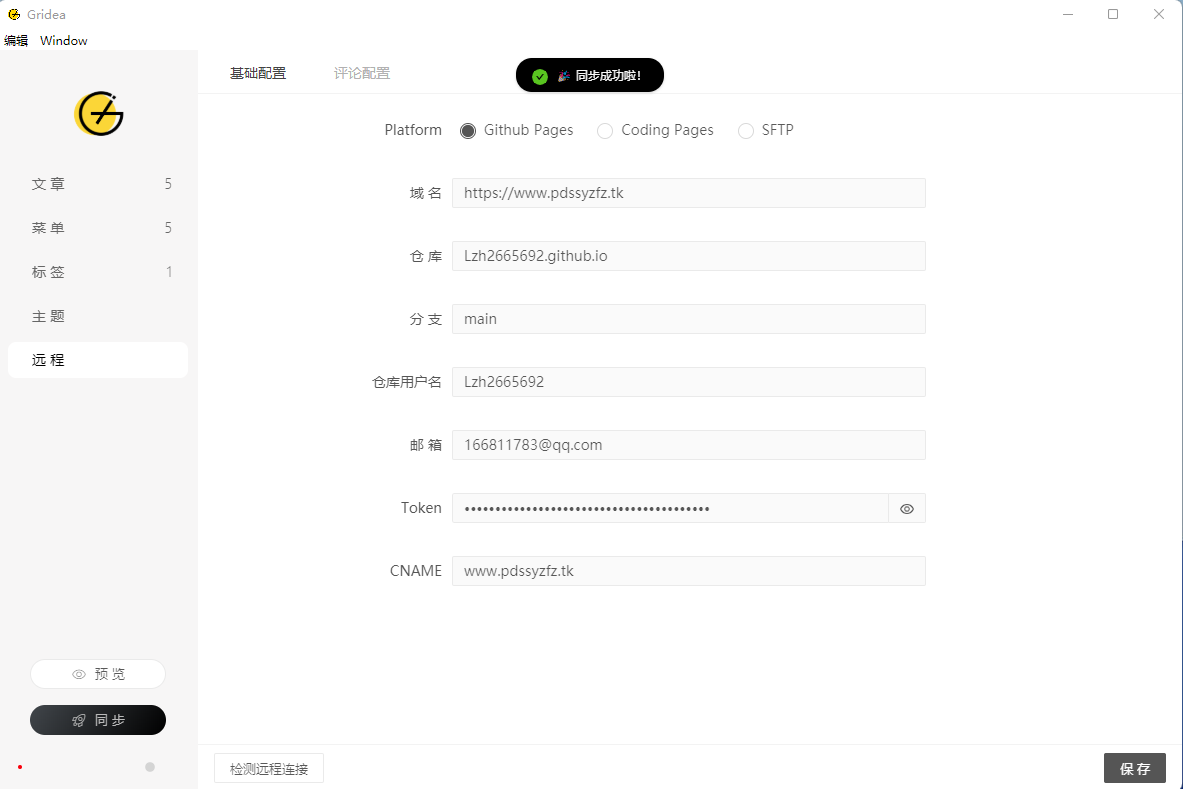 Gridea
编辑 Window
基础配置 评论配置
🎉 同步成功啦!
Platform Github Pages Coding Pages SFTP
文章 5
菜单 5
标签 1
主题
远程
域名 https://www.pdssyzfz.tk
仓库 Lzh2665692.github.io
分支 main
仓库用户名 Lzh2665692
邮箱 166811783@qq.com
Token ••••••••••••••••••••••••••••••••••••••••
CNAME www.pdssyzfz.tk
预览
同步
检测远程连接
保存